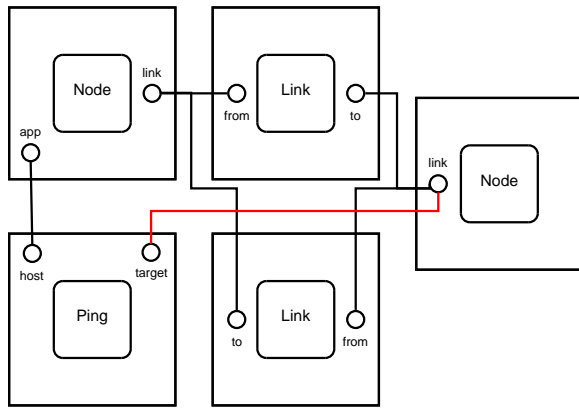 Node
link
app
Link
from
to
link
Node
host
target
Ping
Link
to
from